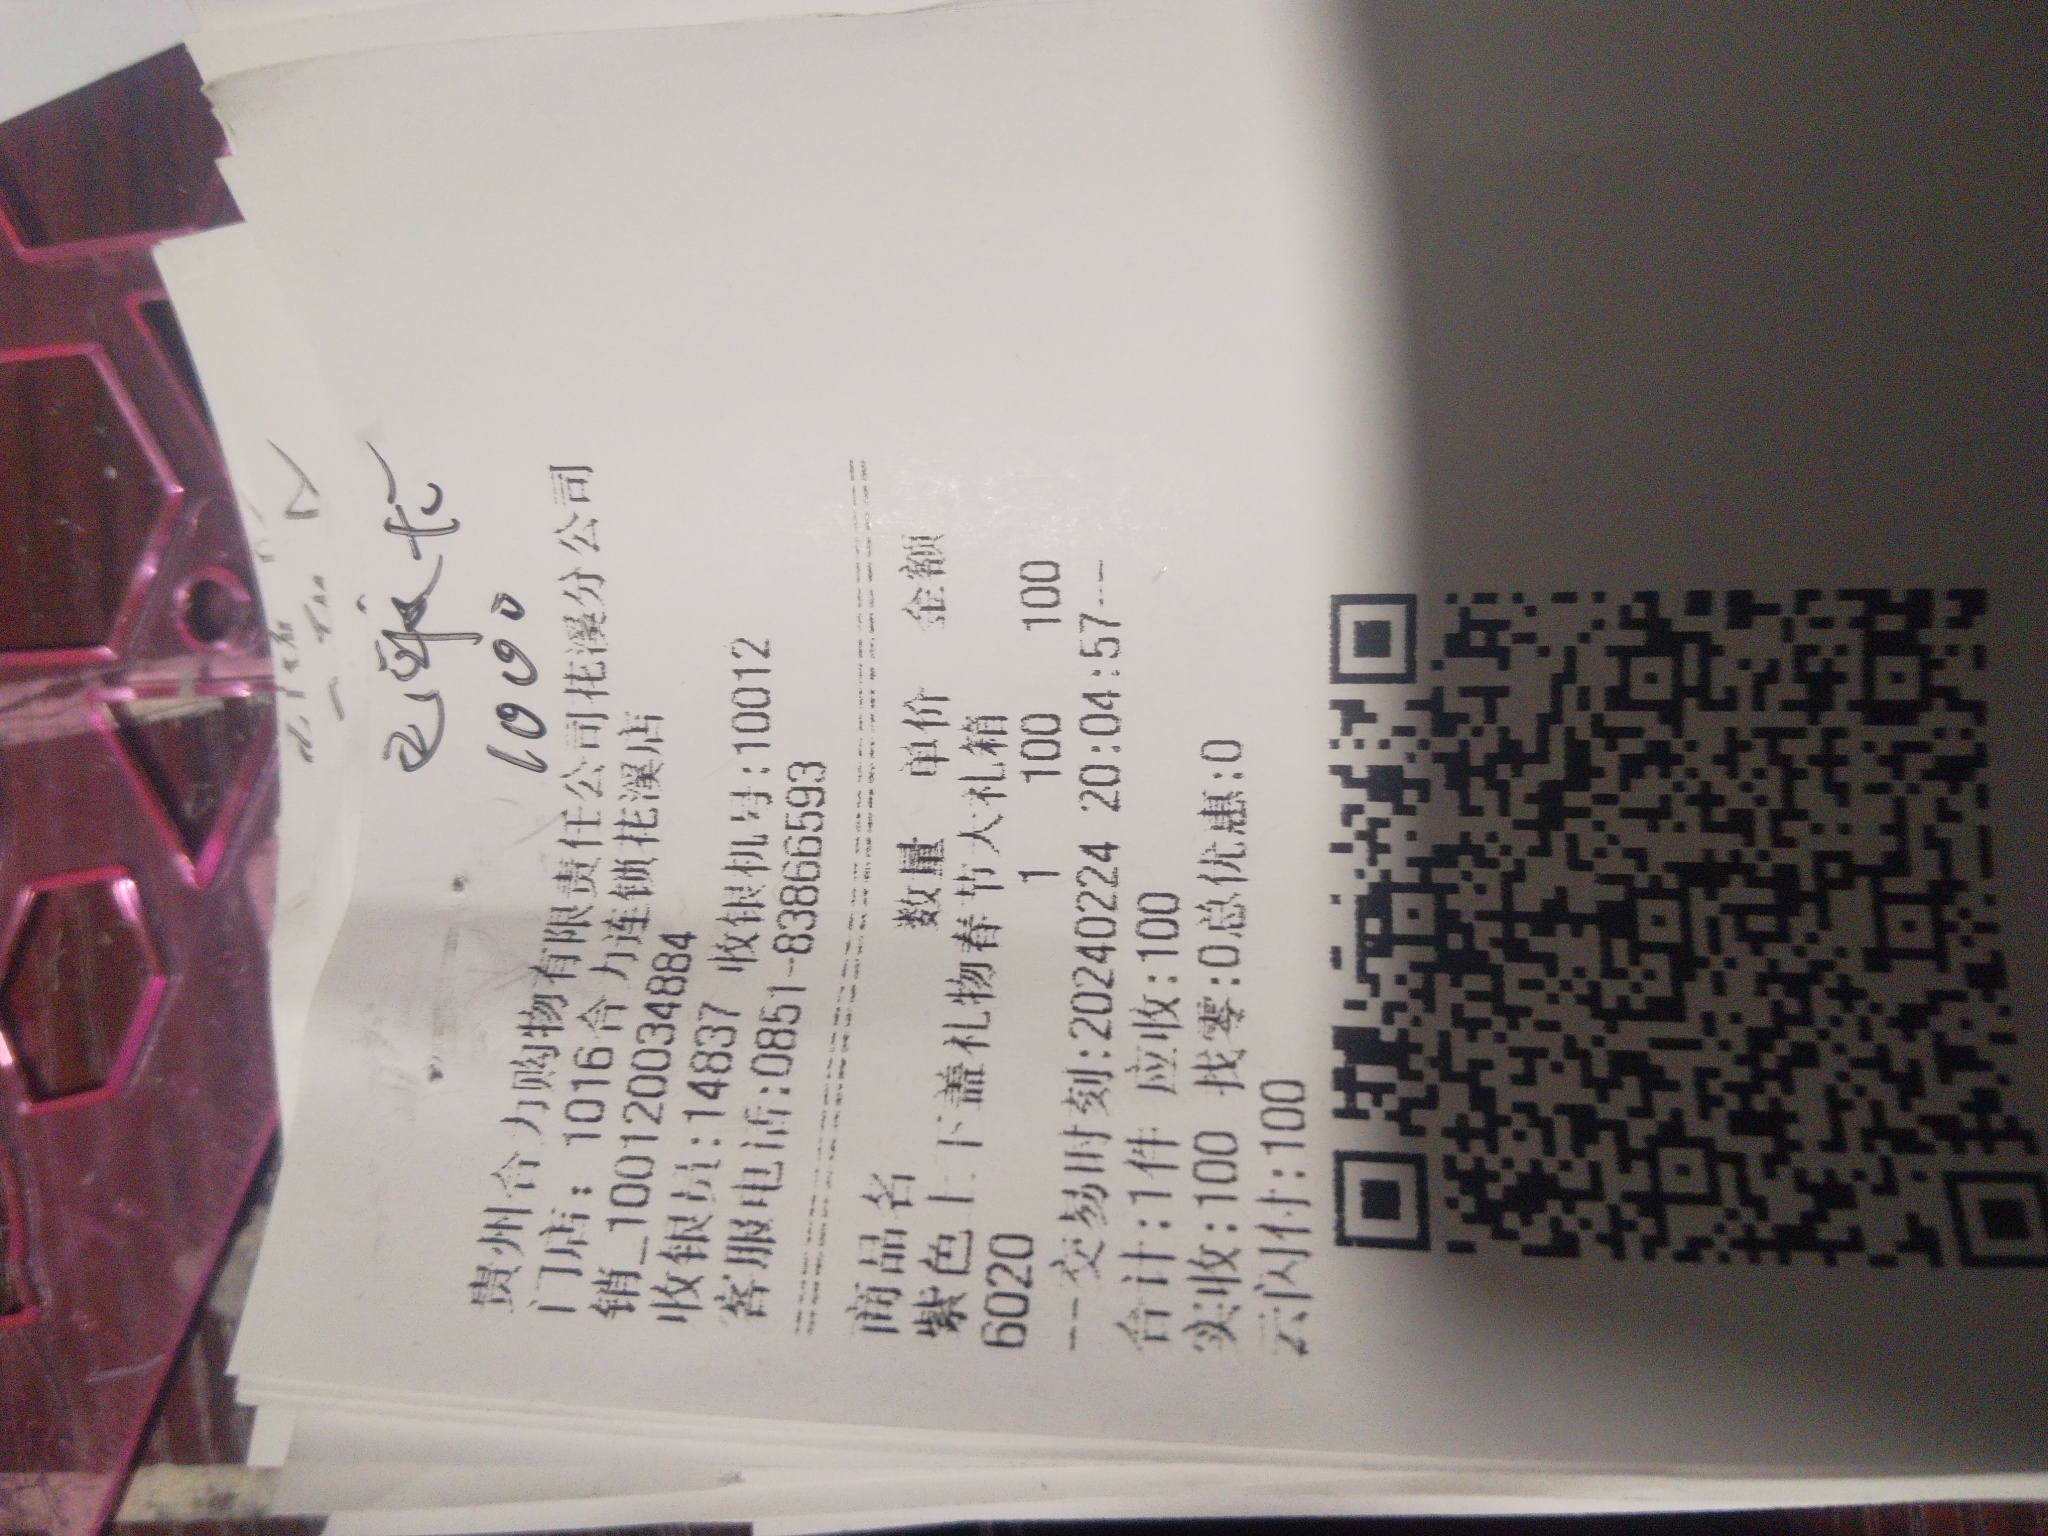 1000
贵州合力购物有限责任公司花溪分公司
门店: 1016合力连锁花溪店
销_100120034884
收银员:14837 收银机号:10012
客服电话:0851-83866593
商品名 数量 单价 金额
紫色上下盖礼物春节大礼箱
6020 1 100 100
---交易时刻:20240224 20:04:57---
合计:1件 应收:100
实收:100 找零:0总优惠:0
云闪付:100